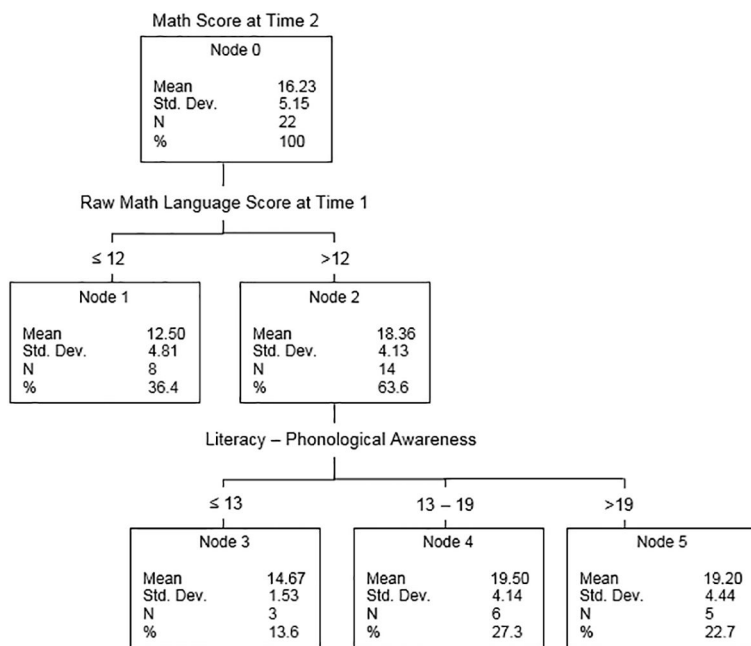 Math Score at Time 2
Node 0
Mean 16.23
Std. Dev. 5.15
N 22
% 100
Raw Math Language Score at Time 1
≤ 12 >12
Node 1
Mean 12.50
Std. Dev. 4.81
N 8
% 36.4
Node 2
Mean 18.36
Std. Dev. 4.13
N 14
% 63.6
Literacy – Phonological Awareness
≤ 13 13 – 19 >19
Node 3
Mean 14.67
Std. Dev. 1.53
N 3
% 13.6
Node 4
Mean 19.50
Std. Dev. 4.14
N 6
% 27.3
Node 5
Mean 19.20
Std. Dev. 4.44
N 5
% 22.7